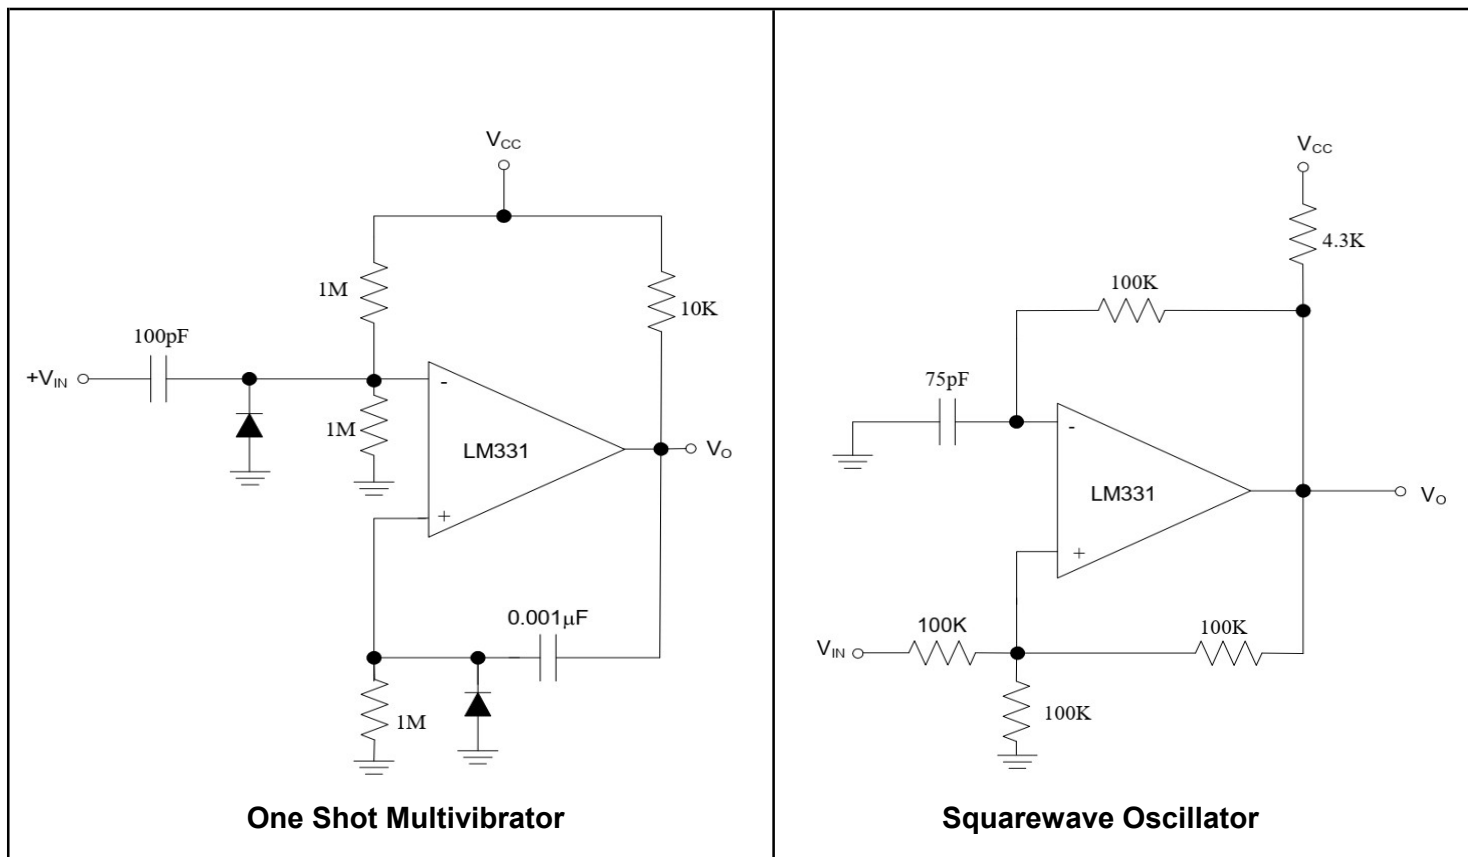 VCC
1M
10K
100pF
+VIN
-
1M
LM331
VO
+
0.001µF
1M
One Shot Multivibrator
VCC
4.3K
100K
75pF
-
LM331
VO
+
VIN
100K
100K
100K
Squarewave Oscillator